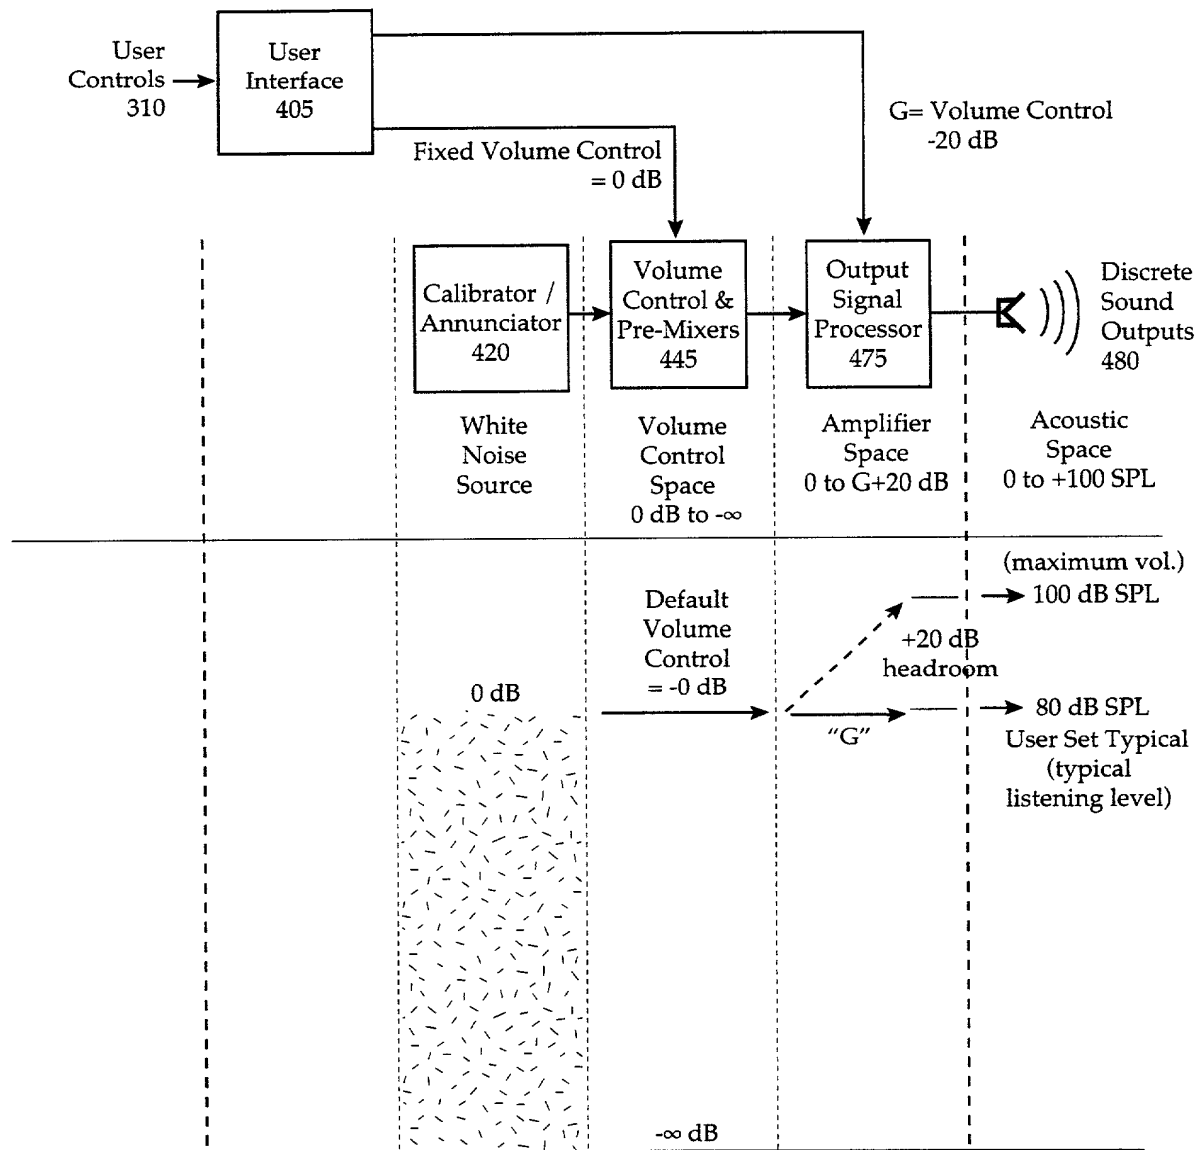 User
Controls
310
User
Interface
405
Fixed Volume Control
= 0 dB
G= Volume Control
-20 dB
Calibrator /
Annunciator
420
Volume
Control &
Pre-Mixers
445
Output
Signal
Processor
475
Discrete
Sound
Outputs
480
White
Noise
Source
Volume
Control
Space
0 dB to -∞
Amplifier
Space
0 to G+20 dB
Acoustic
Space
0 to +100 SPL
(maximum vol.)
100 dB SPL
Default
Volume
Control
= -0 dB
+20 dB
headroom
0 dB
"G"
80 dB SPL
User Set Typical
(typical
listening level)
-∞ dB